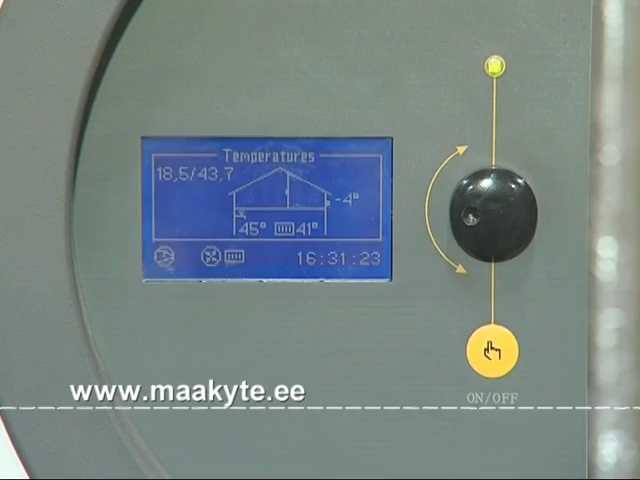 Temperatures
18,5/43,7
-4°
45° 41°
16:31:23
www.maakyte.ee
ON/OFF